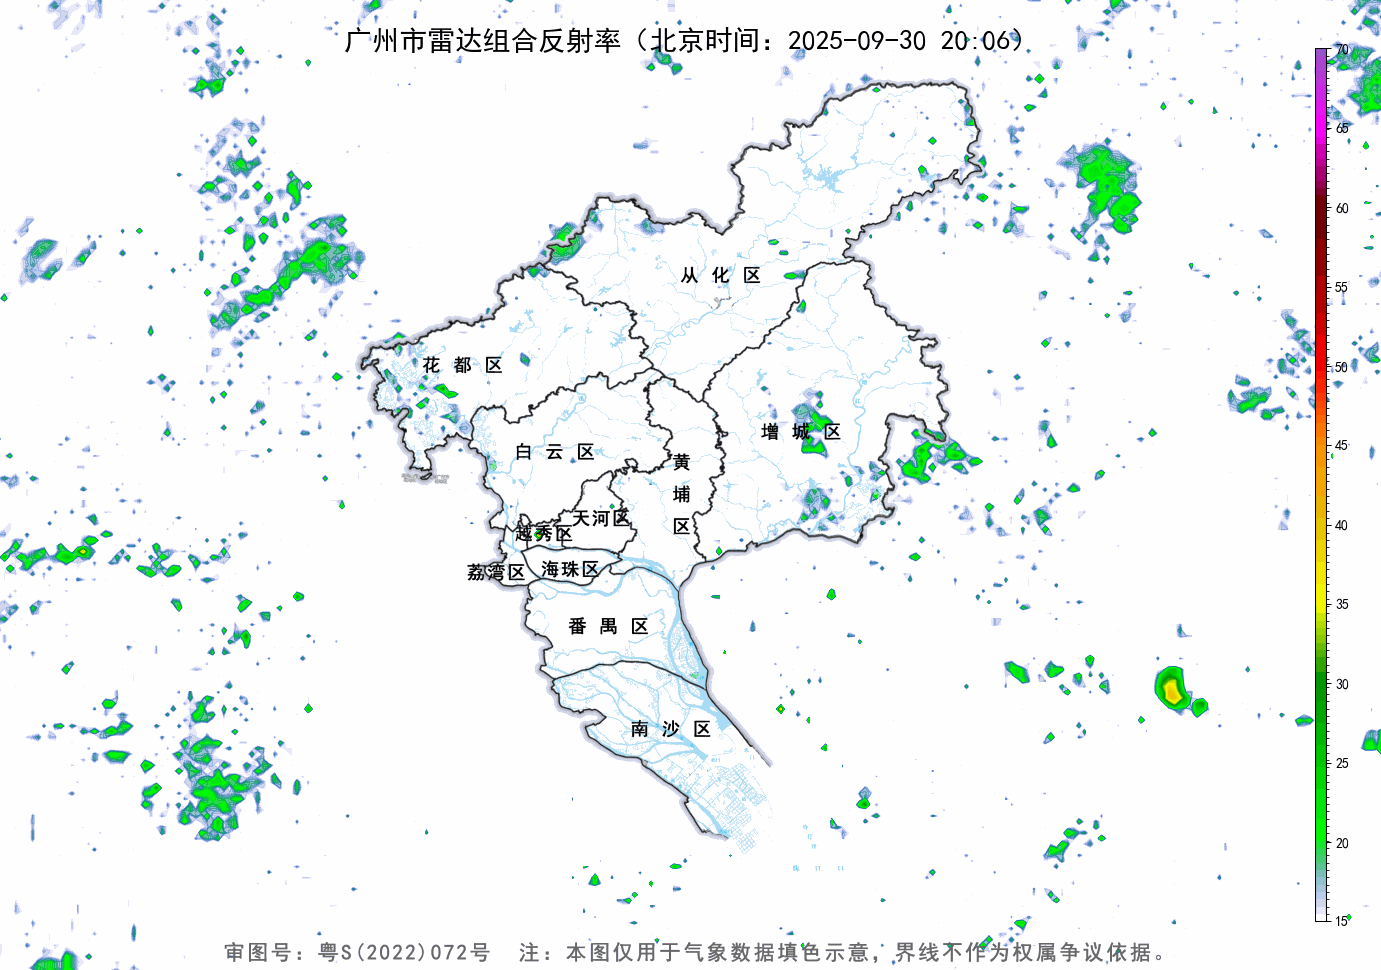 广州市雷达组合反射率（北京时间：2025-09-30 20:06）
70
65
60
55
50
45
40
35
30
25
20
15
从化区
花都区
增城区
白云区
黄埔区
天河区
越秀区
海珠区
荔湾区
番禺区
南沙区
审图号：粤S(2022)072号 注：本图仅用于气象数据填色示意，界线不作为权属争议依据。